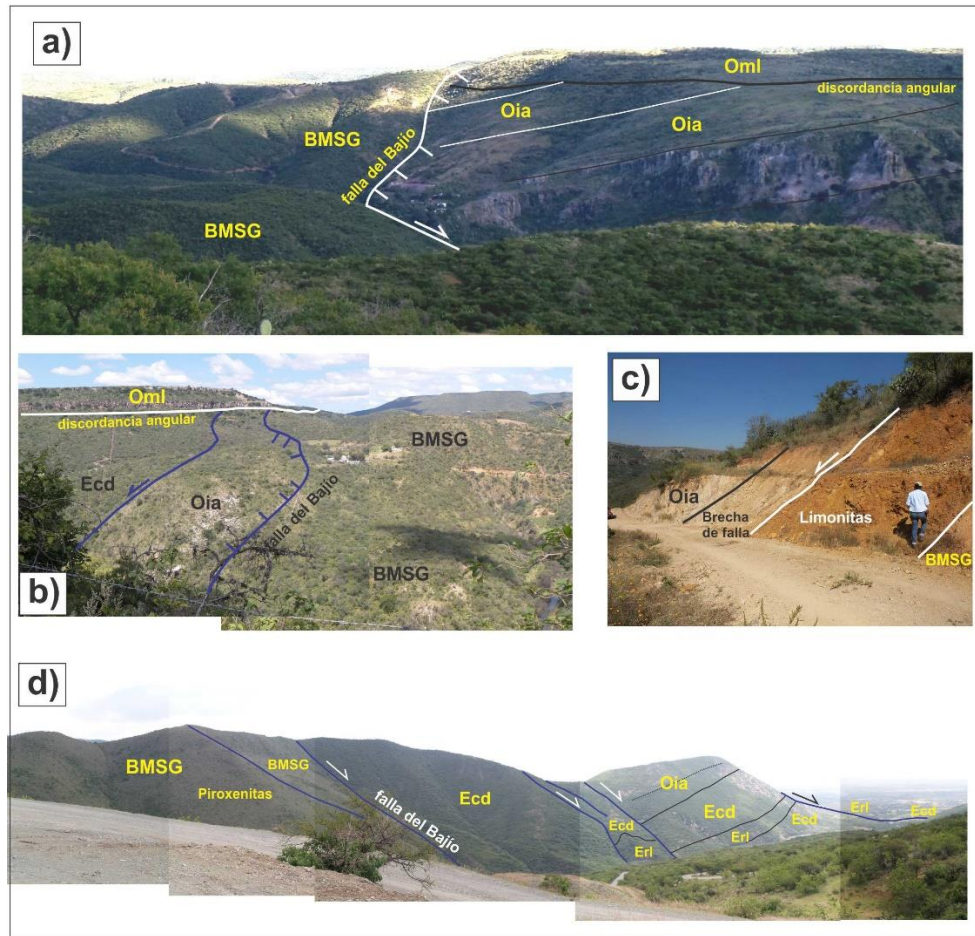 a)
Oml
discordancia angular
Oia
Oia
BMSG
falla del Bajío
BMSG
b)
Oml
discordancia angular
BMSG
Ecd
Oia
falla del Bajío
BMSG
c)
Oia
Brecha
de falla
Limonitas
BMSG
d)
BMSG
BMSG
Piroxenitas
falla del Bajío
Ecd
Oia
Ecd
Ecd
Erl
Erl
Ecd
Erl
Ecd